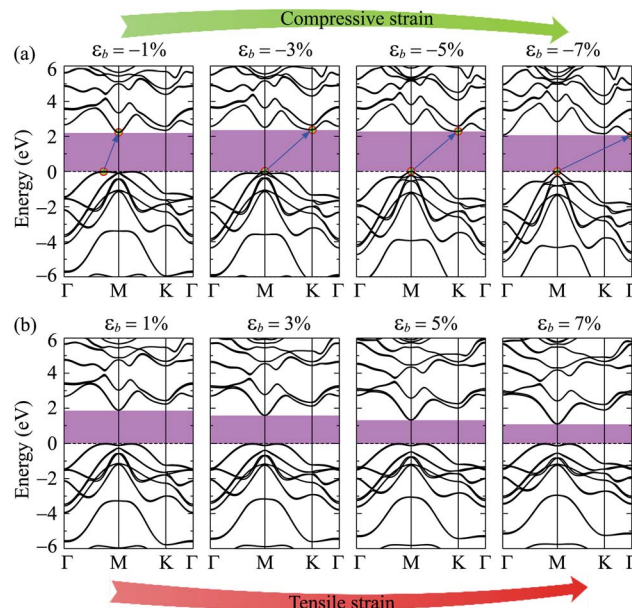 Compressive strain
(a)
εb = −1%
εb = −3%
εb = −5%
εb = −7%
Energy (eV)
6
4
2
0
−2
−4
−6
Γ M K Γ
Γ M K Γ
Γ M K Γ
Γ M K Γ
(b)
εb = 1%
εb = 3%
εb = 5%
εb = 7%
Energy (eV)
6
4
2
0
−2
−4
−6
Γ M K Γ
Γ M K Γ
Γ M K Γ
Γ M K Γ
Tensile strain